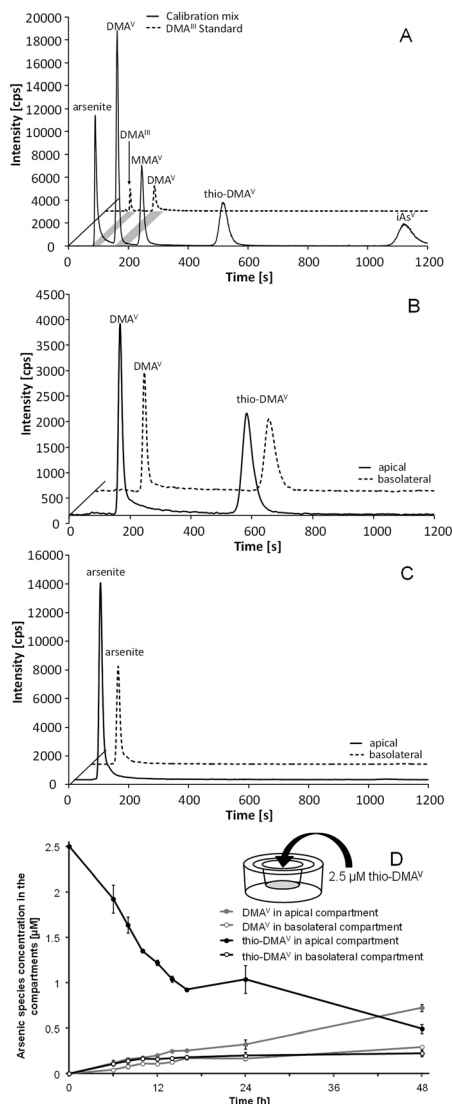 Calibration mix
DMAᴵᴵᴵ Standard
A
20000
18000
16000
14000
12000
10000
8000
6000
4000
2000
0
Intensity [cps]
arsenite
DMAⱽ
DMAᴵᴵᴵ
MMAⱽ
DMAⱽ
thio-DMAⱽ
iAsⱽ
0
200
400
600
800
1000
1200
Time [s]
B
4500
4000
3500
3000
2500
2000
1500
1000
500
0
Intensity [cps]
DMAⱽ
DMAⱽ
thio-DMAⱽ
apical
basolateral
0
200
400
600
800
1000
1200
Time [s]
C
16000
14000
12000
10000
8000
6000
4000
2000
0
Intensity [cps]
arsenite
arsenite
apical
basolateral
0
200
400
600
800
1000
1200
Time [s]
D
2.5
2
1.5
1
0.5
0
Arsenic species concentration in the
compartments [µM]
2.5 µM thio-DMAⱽ
DMAⱽ in apical compartment
DMAⱽ in basolateral compartment
thio-DMAⱽ in apical compartment
thio-DMAⱽ in basolateral compartment
0
12
24
36
48
Time [h]